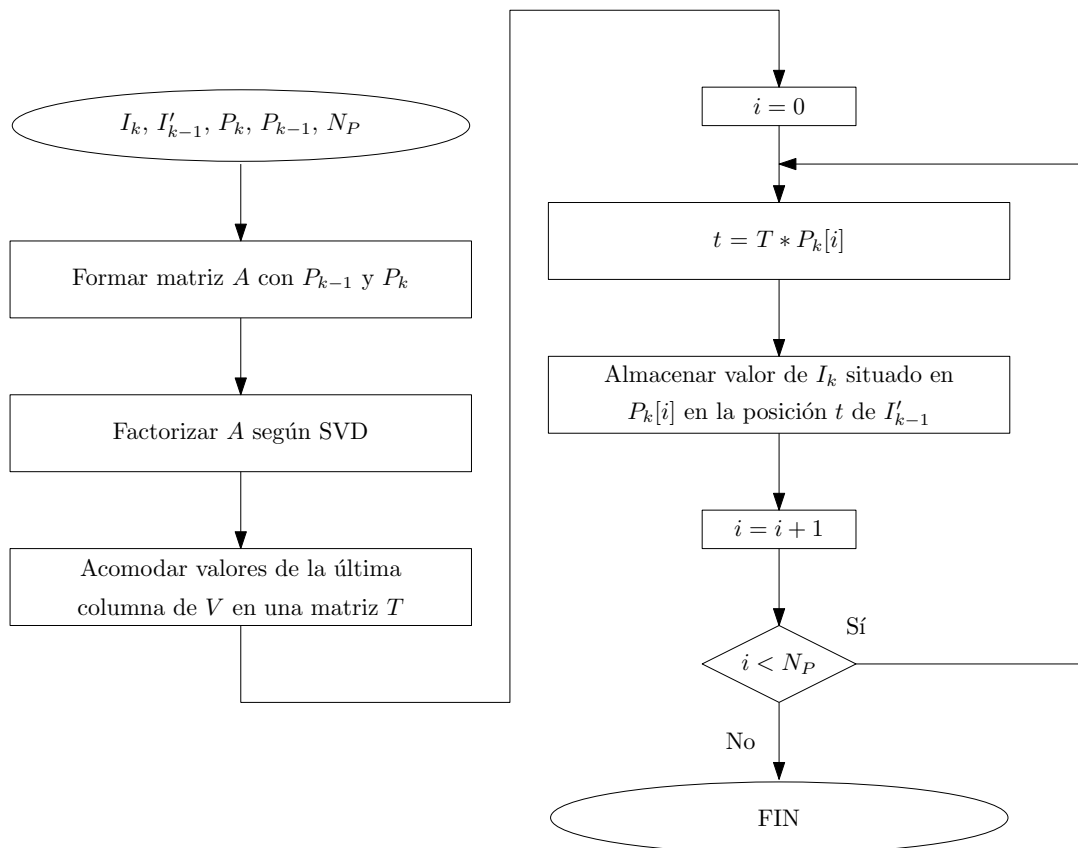 I_k, I'_{k−1}, P_k, P_{k−1}, N_P
Formar matriz A con P_{k−1} y P_k
Factorizar A según SVD
Acomodar valores de la última
columna de V en una matriz T
i = 0
t = T ∗ P_k[i]
Almacenar valor de I_k situado en
P_k[i] en la posición t de I'_{k−1}
i = i + 1
i < N_P
Sí
No
FIN